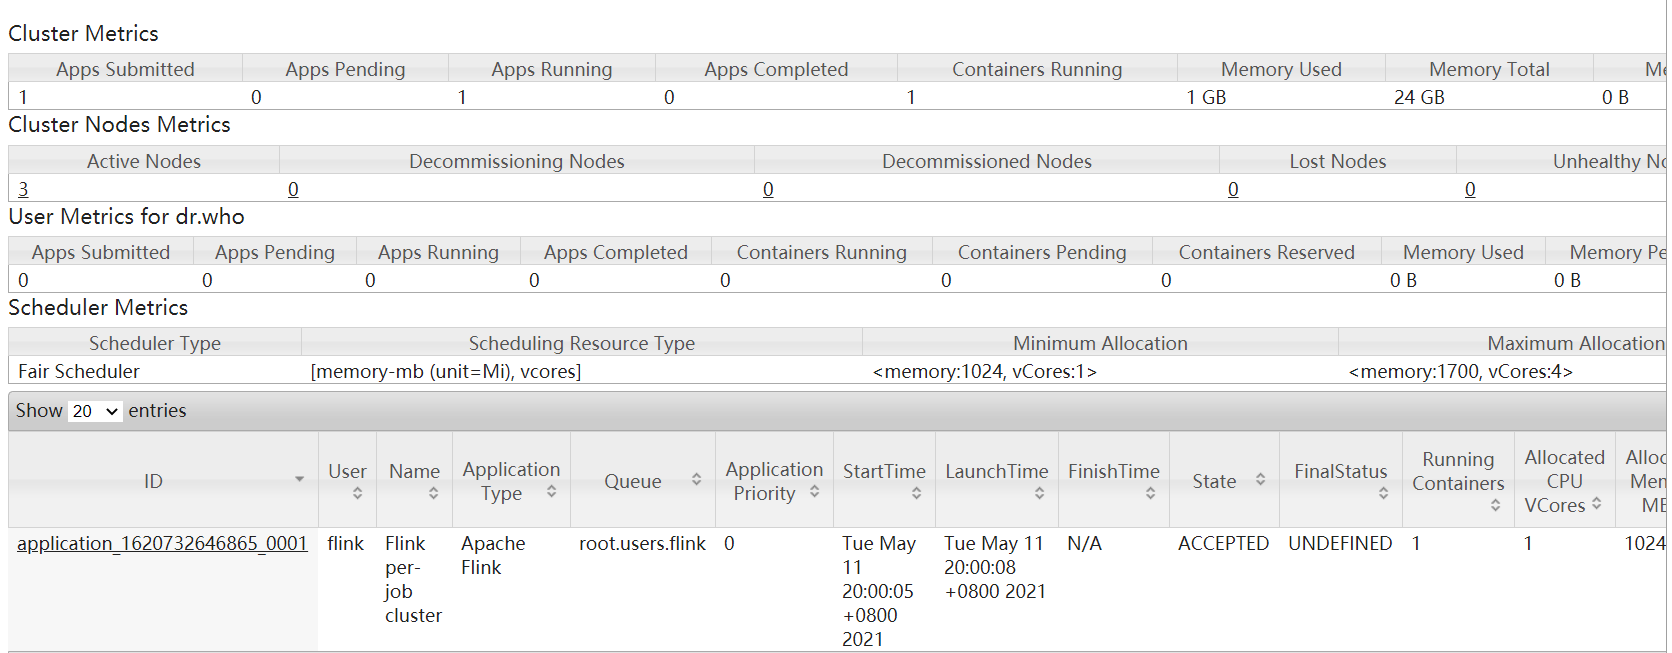 Cluster Metrics
Apps Submitted Apps Pending Apps Running Apps Completed Containers Running Memory Used Memory Total Me
1 0 1 0 1 1 GB 24 GB 0 B
Cluster Nodes Metrics
Active Nodes Decommissioning Nodes Decommissioned Nodes Lost Nodes Unhealthy No
3 0 0 0 0
User Metrics for dr.who
Apps Submitted Apps Pending Apps Running Apps Completed Containers Running Containers Pending Containers Reserved Memory Used Memory Pe
0 0 0 0 0 0 0 0 B 0 B
Scheduler Metrics
Scheduler Type Scheduling Resource Type Minimum Allocation Maximum Allocation
Fair Scheduler [memory-mb (unit=Mi), vcores] <memory:1024, vCores:1> <memory:1700, vCores:4>
Show 20 entries
ID User Name Application Type Queue Application Priority StartTime LaunchTime FinishTime State FinalStatus Running Containers Allocated CPU VCores Alloc Mem MB
application_1620732646865_0001 flink Flink per-job cluster Apache Flink root.users.flink 0 Tue May 11 20:00:05 +0800 2021 Tue May 11 20:00:08 +0800 2021 N/A ACCEPTED UNDEFINED 1 1 1024